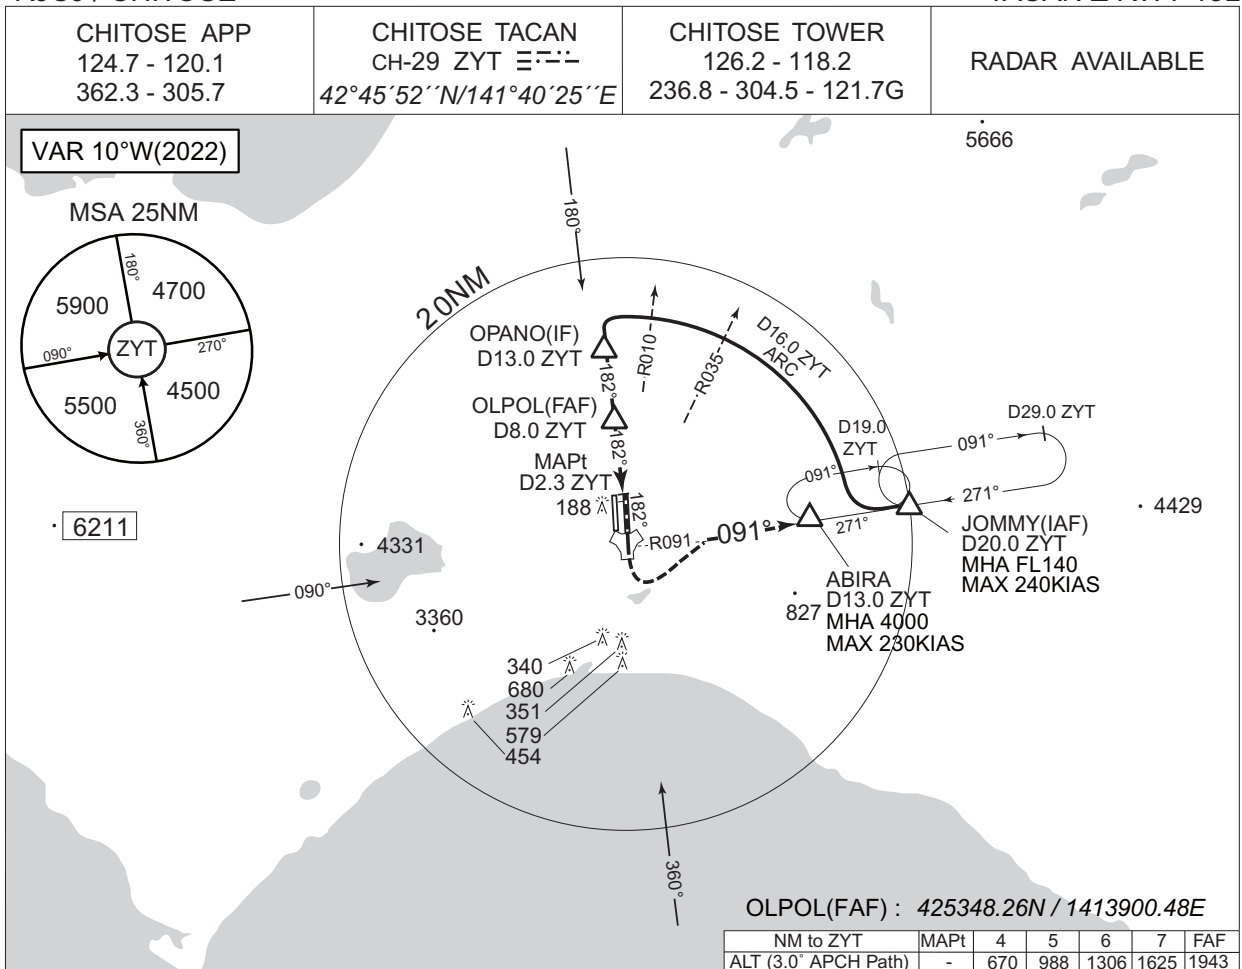 CHITOSE APP
124.7 - 120.1
362.3 - 305.7
CHITOSE TACAN
CH-29 ZYT
42°45´52´´N/141°40´25´´E
CHITOSE TOWER
126.2 - 118.2
236.8 - 304.5 - 121.7G
RADAR AVAILABLE
VAR 10°W(2022)
5666
MSA 25NM
180°
5900
4700
090°
ZYT
270°
5500
4500
360°
180°
20NM
OPANO(IF)
D13.0 ZYT
R010
R035
D16.0 ZYT
ARC
182°
OLPOL(FAF)
D8.0 ZYT
182°
D19.0
ZYT
D29.0 ZYT
091°
MAPt
D2.3 ZYT
188
182°
091°
271°
R091
091°
271°
JOMMY(IAF)
D20.0 ZYT
MHA FL140
MAX 240KIAS
4429
6211
4331
090°
ABIRA
D13.0 ZYT
MHA 4000
MAX 230KIAS
827
3360
340
680
351
579
454
360°
OLPOL(FAF) : 425348.26N / 1413900.48E
NM to ZYT MAPt 4 5 6 7 FAF
ALT (3.0° APCH Path) - 670 988 1306 1625 1943